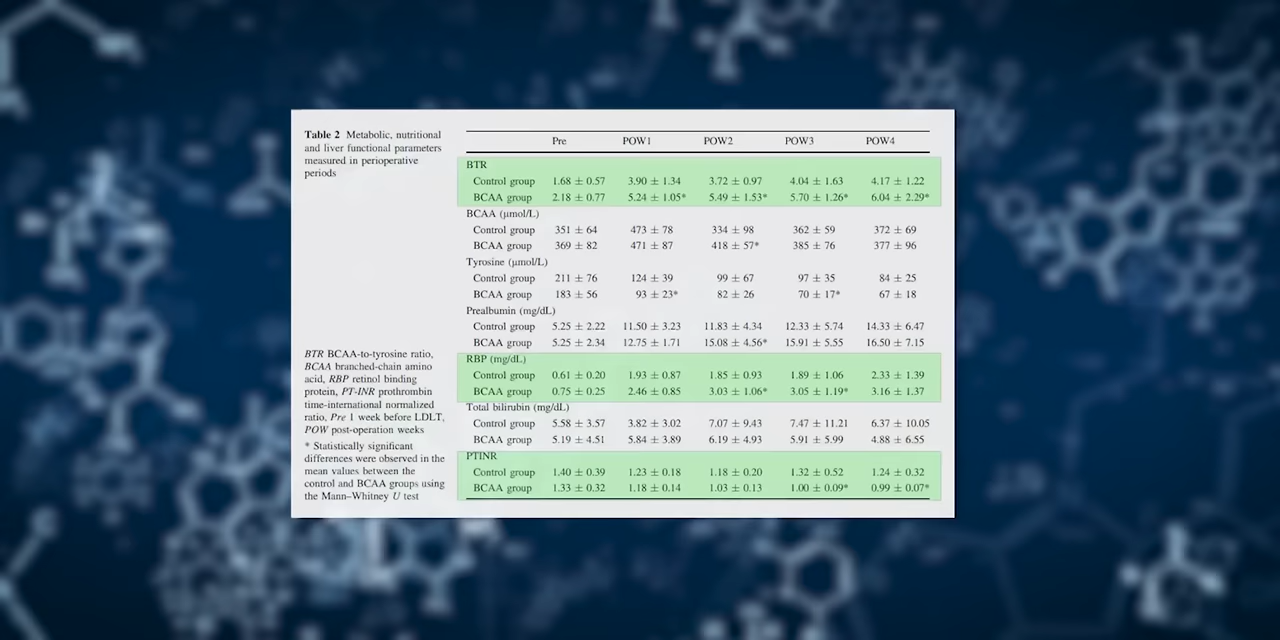 Table 2 Metabolic, nutritional
and liver functional parameters
measured in perioperative
periods
BTR BCAA-to-tyrosine ratio,
BCAA branched-chain amino
acid, RBP retinol binding
protein, PT-INR prothrombin
time-international normalized
ratio, Pre 1 week before LDLT,
POW post-operation weeks
* Statistically significant
differences were observed in the
mean values between the
control and BCAA groups using
the Mann–Whitney U test
Pre POW1 POW2 POW3 POW4
BTR
Control group 1.68 ± 0.57 3.90 ± 1.34 3.72 ± 0.97 4.04 ± 1.63 4.17 ± 1.22
BCAA group 2.18 ± 0.77 5.24 ± 1.05* 5.49 ± 1.53* 5.70 ± 1.26* 6.04 ± 2.29*
BCAA (μmol/L)
Control group 351 ± 64 473 ± 78 334 ± 98 362 ± 59 372 ± 69
BCAA group 369 ± 82 471 ± 87 418 ± 57* 385 ± 76 377 ± 96
Tyrosine (μmol/L)
Control group 211 ± 76 124 ± 39 99 ± 67 97 ± 35 84 ± 25
BCAA group 183 ± 56 93 ± 23* 82 ± 26 70 ± 17* 67 ± 18
Prealbumin (mg/dL)
Control group 5.25 ± 2.22 11.50 ± 3.23 11.83 ± 4.34 12.33 ± 5.74 14.33 ± 6.47
BCAA group 5.25 ± 2.34 12.75 ± 1.71 15.08 ± 4.56* 15.91 ± 5.55 16.50 ± 7.15
RBP (mg/dL)
Control group 0.61 ± 0.20 1.93 ± 0.87 1.85 ± 0.93 1.89 ± 1.06 2.33 ± 1.39
BCAA group 0.75 ± 0.25 2.46 ± 0.85 3.03 ± 1.06* 3.05 ± 1.19* 3.16 ± 1.37
Total bilirubin (mg/dL)
Control group 5.58 ± 3.57 3.82 ± 3.02 7.07 ± 9.43 7.47 ± 11.21 6.37 ± 10.05
BCAA group 5.19 ± 4.51 5.84 ± 3.89 6.19 ± 4.93 5.91 ± 5.99 4.88 ± 6.55
PTINR
Control group 1.40 ± 0.39 1.23 ± 0.18 1.18 ± 0.20 1.32 ± 0.52 1.24 ± 0.32
BCAA group 1.33 ± 0.32 1.18 ± 0.14 1.03 ± 0.13 1.00 ± 0.09* 0.99 ± 0.07*